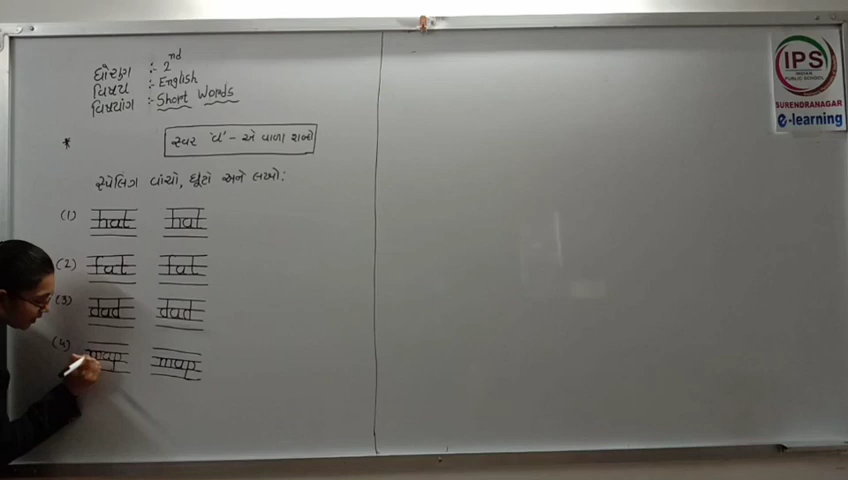 ધોરણ :- 2nd
વિષય :- English
વિષયાંગ :- Short Words
* સ્વર 'a' - એ વાળા શબ્દો
સ્પેલિંગ વાંચો, ઘૂંટો અને લખો:
(1) hat hat
(2) fat fat
(3) dad dad
(4) map map
IPS
INDIAN
PUBLIC SCHOOL
SURENDRANAGAR
e-learning